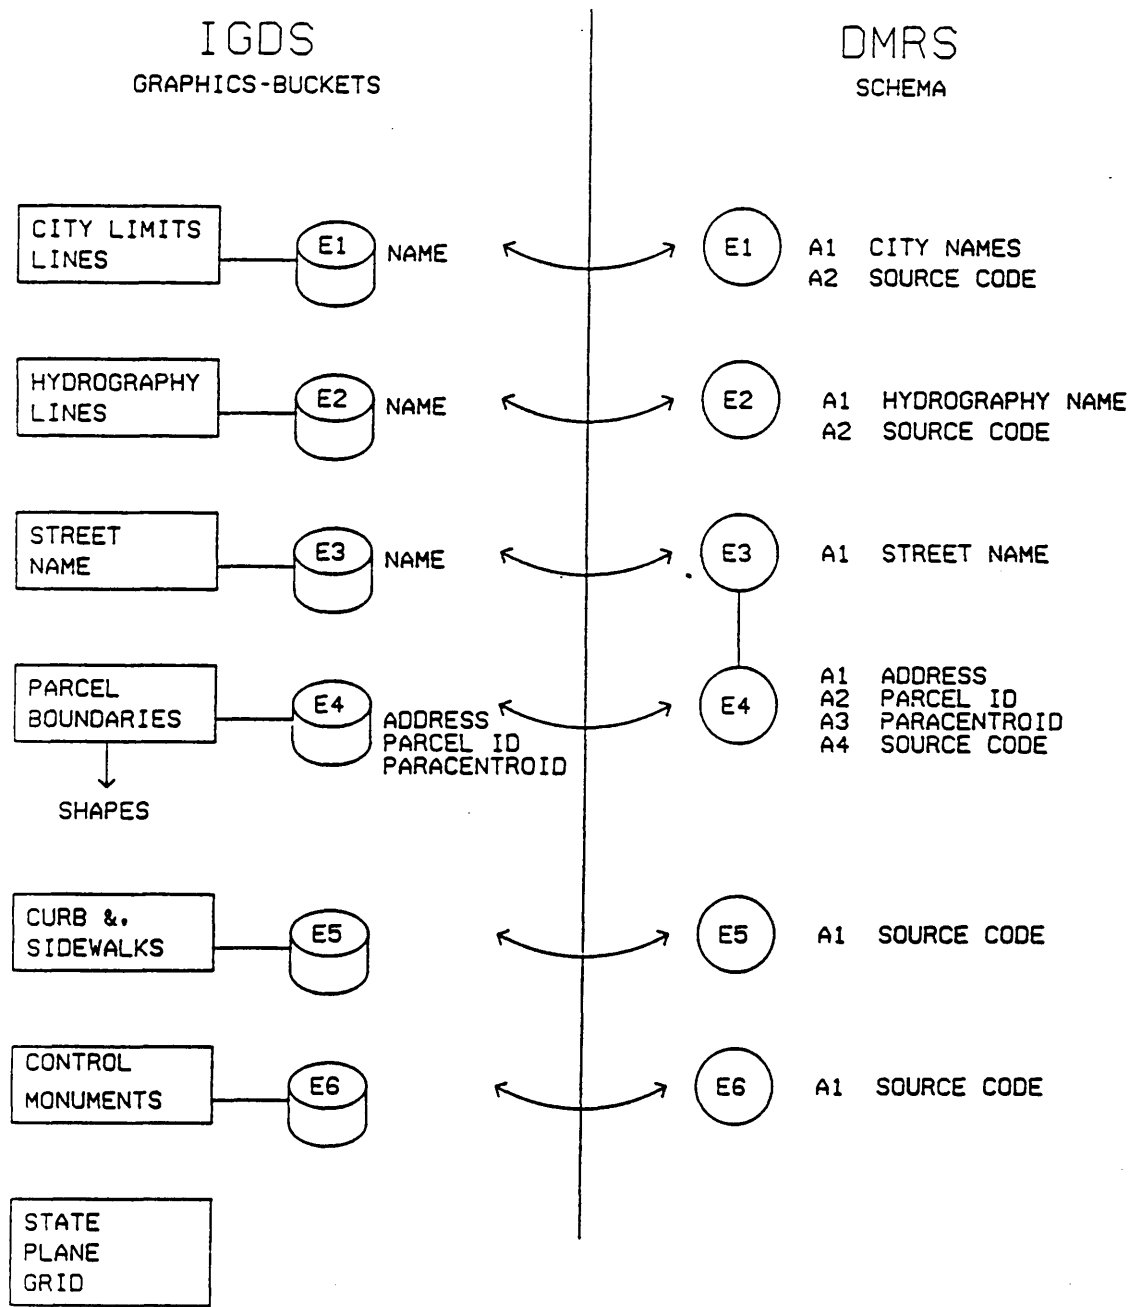 IGDS
GRAPHICS-BUCKETS
DMRS
SCHEMA
CITY LIMITS
LINES
E1
NAME
E1
A1 CITY NAMES
A2 SOURCE CODE
HYDROGRAPHY
LINES
E2
NAME
E2
A1 HYDROGRAPHY NAME
A2 SOURCE CODE
STREET
NAME
E3
NAME
E3
A1 STREET NAME
PARCEL
BOUNDARIES
E4
ADDRESS
PARCEL ID
PARACENTROID
E4
A1 ADDRESS
A2 PARCEL ID
A3 PARACENTROID
A4 SOURCE CODE
SHAPES
CURB &.
SIDEWALKS
E5
E5
A1 SOURCE CODE
CONTROL
MONUMENTS
E6
E6
A1 SOURCE CODE
STATE
PLANE
GRID